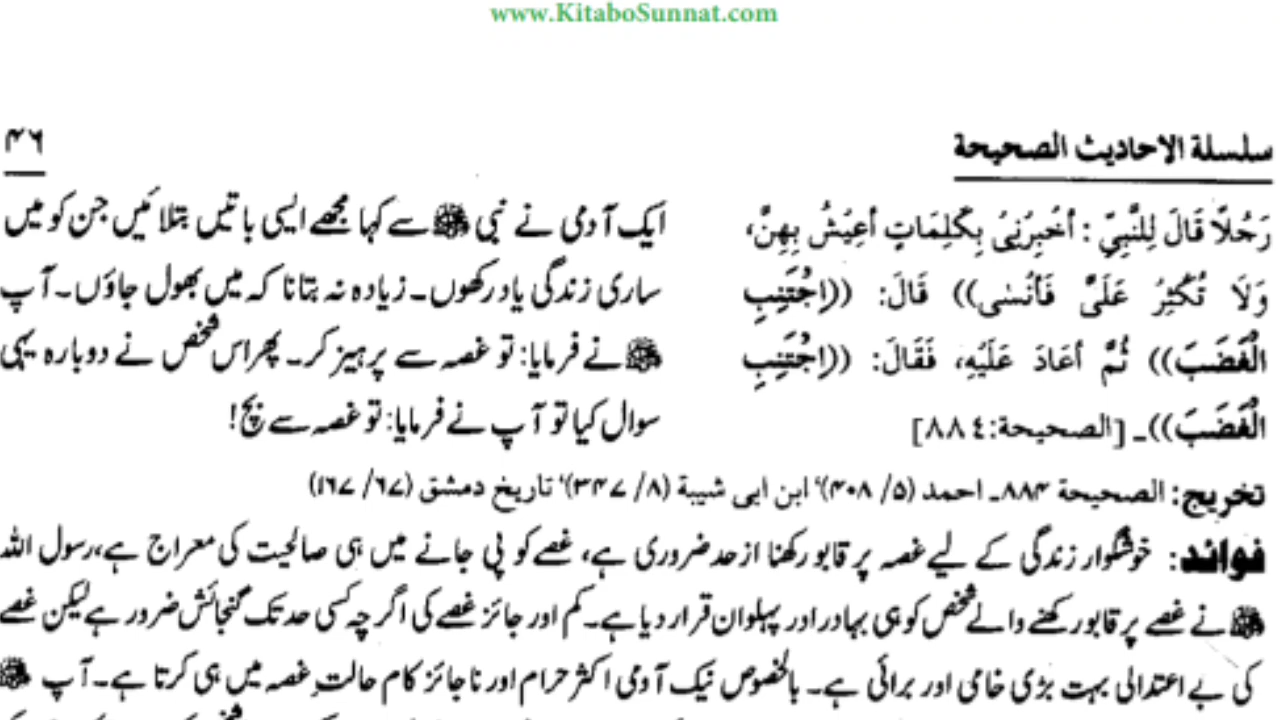 www.KitaboSunnat.com
سلسلة الاحاديث الصحيحة
۴۶
رَجُلاً قَالَ لِلنَّبِيِّ : أَخْبِرْنِيْ بِكَلِمَاتٍ أَعِيْشُ بِهِنَّ،
وَلَا تُكْثِرْ عَلَيَّ فَأَنْسٰى)) قَالَ: ((اِجْتَنِبِ
الْغَضَبَ)) ثُمَّ أَعَادَ عَلَيْهِ، فَقَالَ: ((اِجْتَنِبِ
الْغَضَبَ))۔ [الصحيحة:٨٨٤]
ایک آدمی نے نبی ﷺ سے کہا مجھے ایسی باتیں بتلائیں جن کو میں
ساری زندگی یاد رکھوں۔ زیادہ نہ بتانا کہ میں بھول جاؤں۔ آپ
ﷺ نے فرمایا: تو غصہ سے پرہیز کر۔ پھر اس شخص نے دوبارہ یہی
سوال کیا تو آپ نے فرمایا: تو غصہ سے بچ!
تخریج: الصحیحة ۸۸۴۔ احمد (۵/ ۴۰۸)' ابن ابی شیبة (۸/ ۳۴۷)' تاریخ دمشق (۶۷/ ۱۶۷)
فوائد: خوشگوار زندگی کے لیے غصہ پر قابو رکھنا ازحد ضروری ہے، غصے کو پی جانے میں ہی صالحیت کی معراج ہے، رسول اللہ
ﷺ نے غصے پر قابو رکھنے والے شخص کو ہی بہادر اور پہلوان قرار دیا ہے۔ کم اور جائز غصے کی اگرچہ کسی حد تک گنجائش ضرور ہے لیکن غصے
کی بے اعتدالی بہت بڑی خامی اور برائی ہے۔ بالخصوص نیک آدمی اکثر حرام اور ناجائز کام حالتِ غصہ میں ہی کرتا ہے۔ آپ ﷺ